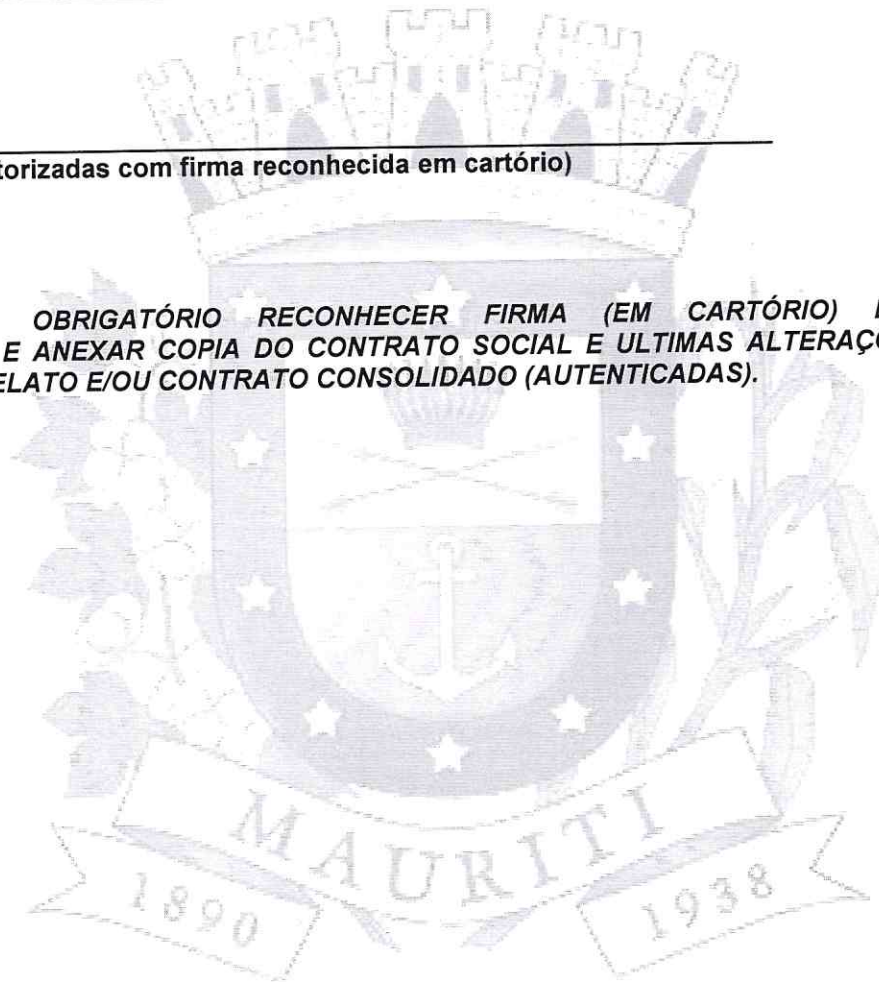 torizadas com firma reconhecida em cartório)
OBRIGATÓRIO RECONHECER FIRMA (EM CARTÓRIO)
E ANEXAR COPIA DO CONTRATO SOCIAL E ULTIMAS ALTERAÇÕ
ELATO E/OU CONTRATO CONSOLIDADO (AUTENTICADAS).
MAURITI
1890
1938